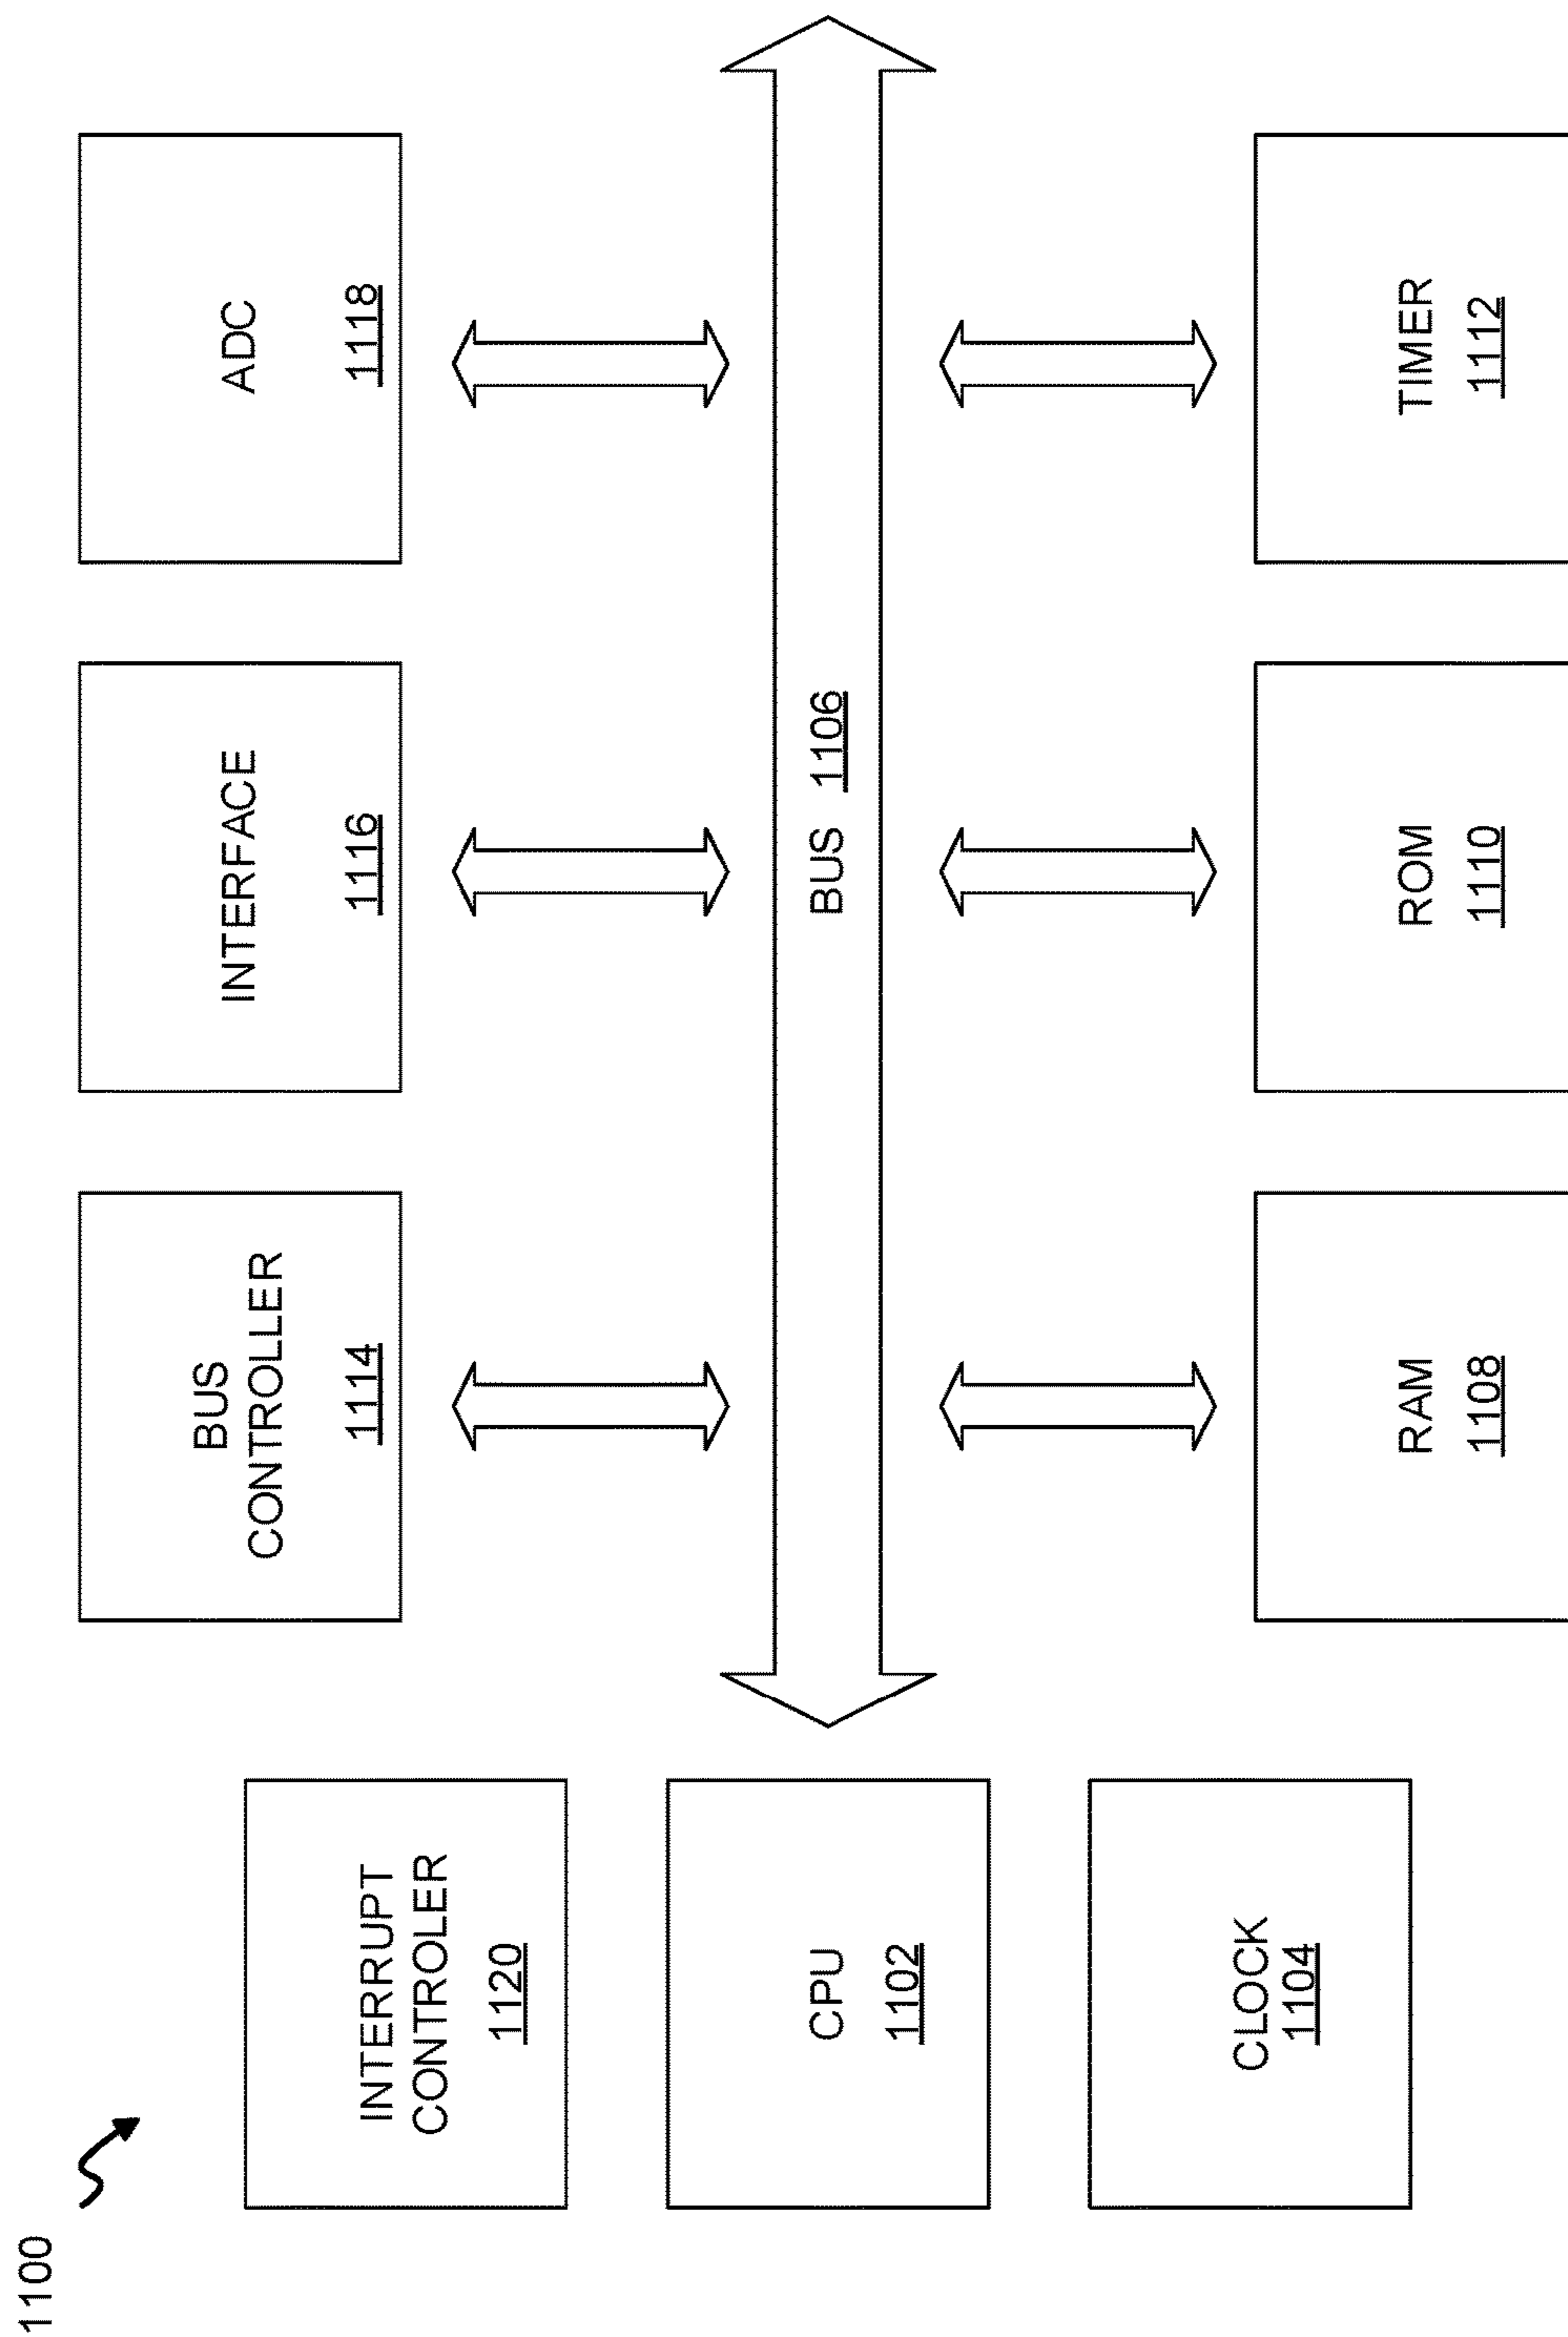 1100
INTERRUPT
CONTROLER
1120
CPU
1102
CLOCK
1104
BUS
CONTROLLER
1114
INTERFACE
1116
ADC
1118
BUS 1106
RAM
1108
ROM
1110
TIMER
1112